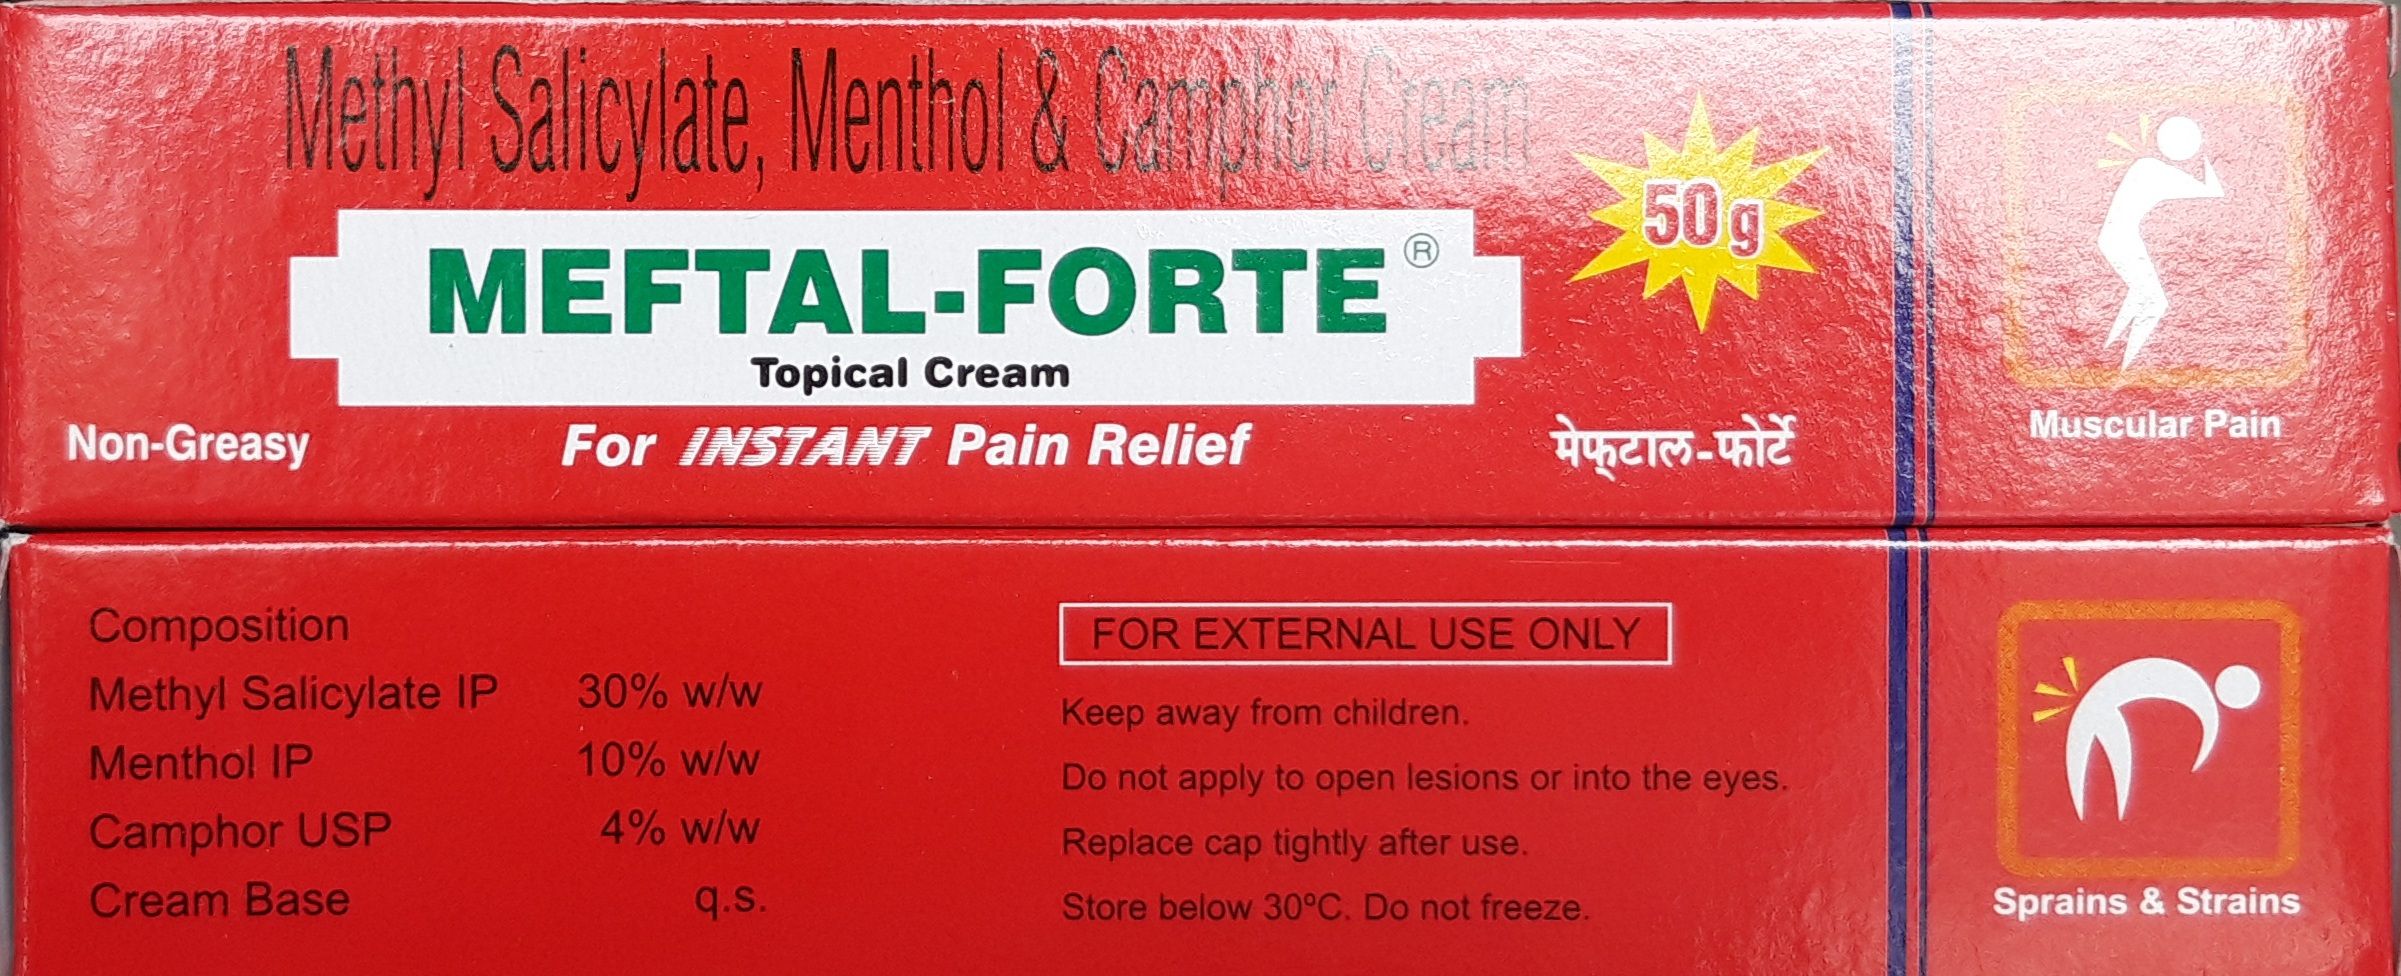 Methyl Salicylate, Menthol & Camphor Cream
50g
MEFTAL-FORTE®
Topical Cream
Non-Greasy
For INSTANT Pain Relief
मेफ्टाल-फोर्टे
Muscular Pain
Composition
Methyl Salicylate IP 30% w/w
Menthol IP 10% w/w
Camphor USP 4% w/w
Cream Base q.s.
FOR EXTERNAL USE ONLY
Keep away from children.
Do not apply to open lesions or into the eyes.
Replace cap tightly after use.
Store below 30°C. Do not freeze.
Sprains & Strains